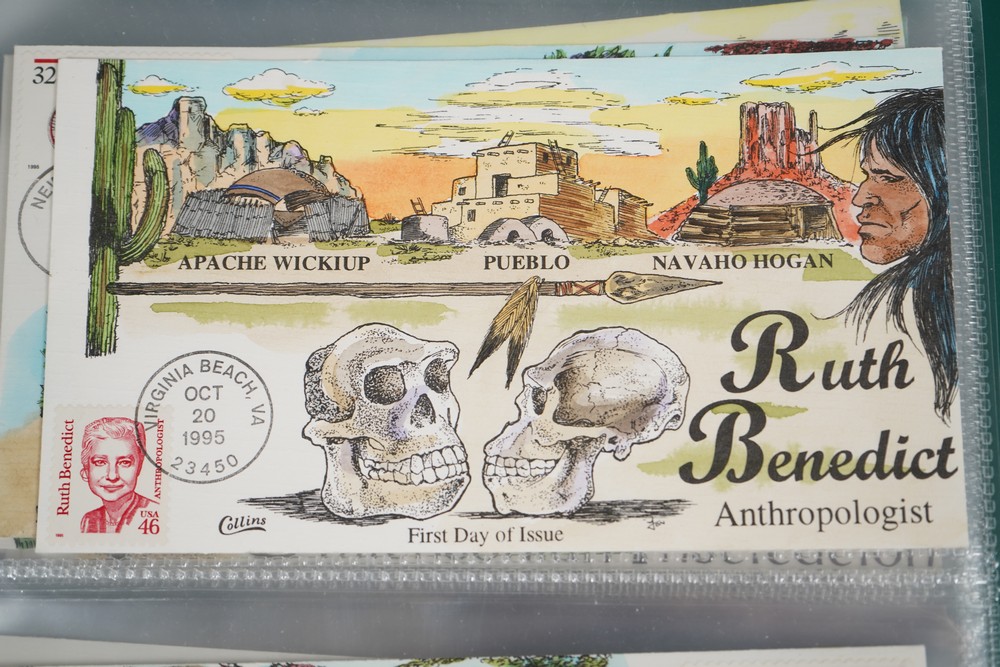 32
NEW
APACHE WICKIUP PUEBLO NAVAHO HOGAN
Ruth
Benedict
Anthropologist
VIRGINIA BEACH, VA
OCT
20
1995
23450
Ruth Benedict
ANTHROPOLOGIST
USA
46
Collins
First Day of Issue